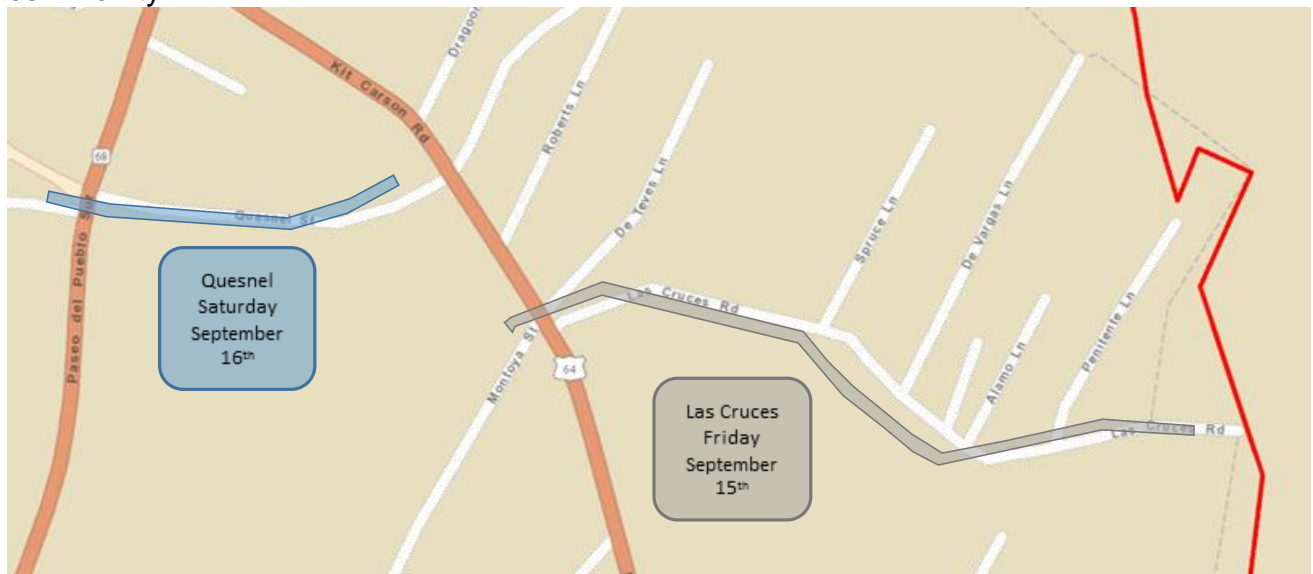 Dragoon
Kit Carson Rd
Roberts Ln
68
De Teves Ln
Spruce Ln
De Vargas Ln
Quesnel St
Paseo del Pueblo Sur
Quesnel
Saturday
September
16th
Las Cruces Rd
Montoya St
64
Alamo Ln
Penitente Ln
Las Cruces
Friday
September
15th
Las Cruces Rd